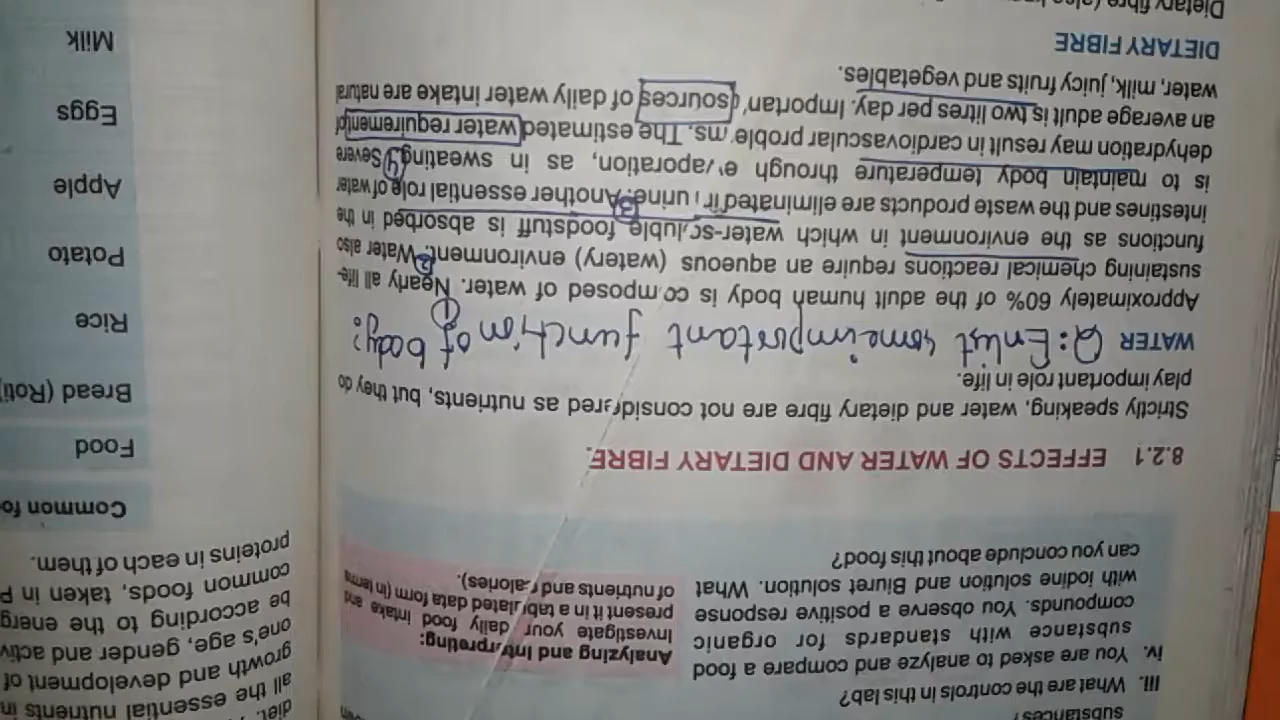 substances?
iii. What are the controls in this lab?
iv. You are asked to analyze and compare a food
substance with standards for organic
compounds. You observe a positive response
with iodine solution and Biuret solution. What
can you conclude about this food?
Analyzing and Interpreting:
Investigate your daily food intake and
present it in a tabulated data form (in terms
of nutrients and calories).
8.2.1 EFFECTS OF WATER AND DIETARY FIBRE
Strictly speaking, water and dietary fibre are not considered as nutrients, but they do
play important role in life.
WATER Q: Enlist some important function of body?
Approximately 60% of the adult human body is composed of water. ① Nearly all life-
sustaining chemical reactions require an aqueous (watery) environment. ② Water also
functions as the environment in which water-soluble foodstuff is absorbed in the
intestines and the waste products are eliminated in urine. ③ Another essential role of water
is to maintain body temperature through evaporation, as in sweating. ④ Severe
dehydration may result in cardiovascular problems. The estimated water requirement of
an average adult is two litres per day. Important sources of daily water intake are natural
water, milk, juicy fruits and vegetables.
DIETARY FIBRE
Dietary fibre (also
diet.
all the essential nutrients in
growth and development of
one's age, gender and activ
be according to the energ
common foods, taken in P
proteins in each of them.
Common fo
Food
Bread (Roti
Rice
Potato
Apple
Eggs
Milk